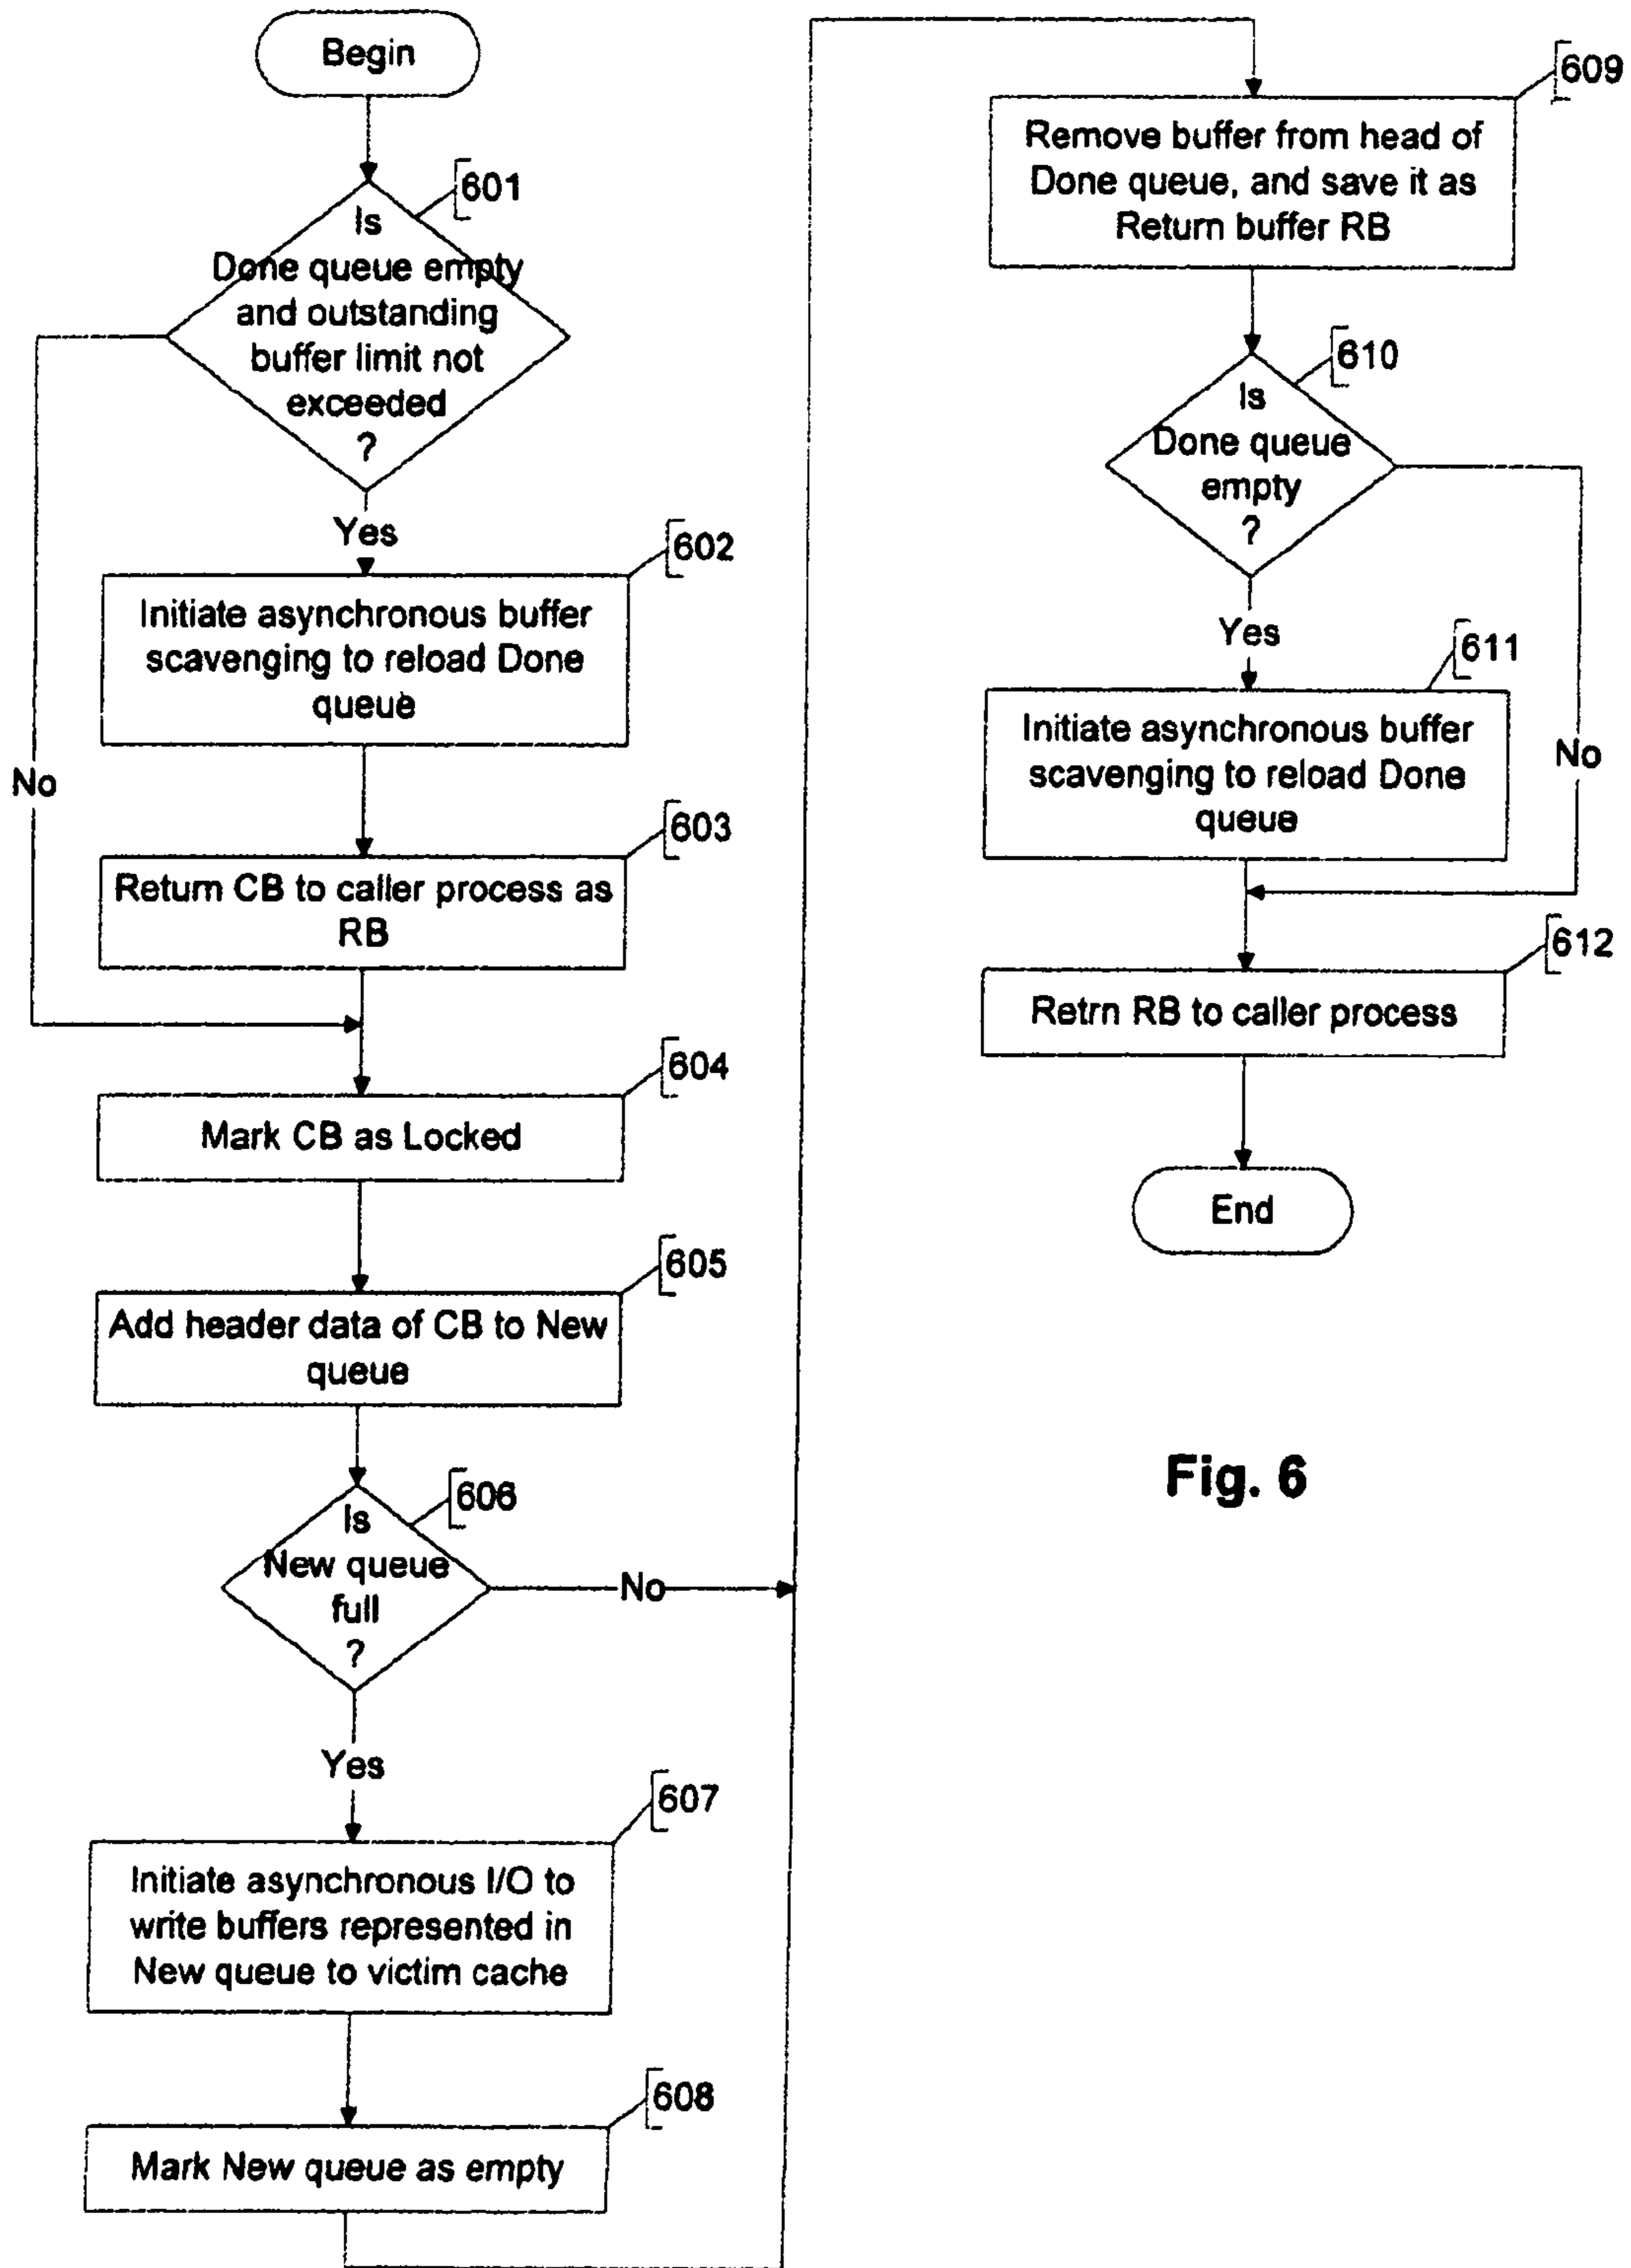 Begin
601
Is
Done queue empty
and outstanding
buffer limit not
exceeded
?
Yes
No
602
Initiate asynchronous buffer
scavenging to reload Done
queue
603
Return CB to caller process as
RB
604
Mark CB as Locked
605
Add header data of CB to New
queue
606
Is
New queue
full
?
No
Yes
607
Initiate asynchronous I/O to
write buffers represented in
New queue to victim cache
608
Mark New queue as empty
609
Remove buffer from head of
Done queue, and save it as
Return buffer RB
610
Is
Done queue
empty
?
Yes
No
611
Initiate asynchronous buffer
scavenging to reload Done
queue
612
Retrn RB to caller process
End
Fig. 6